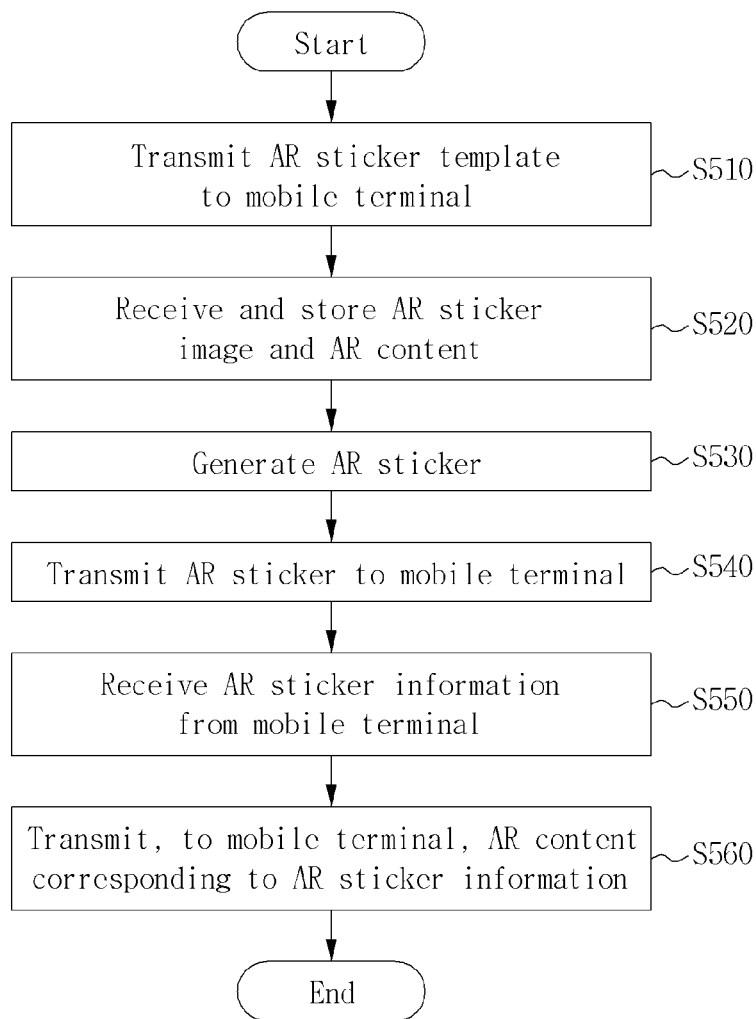 Start
Transmit AR sticker template
to mobile terminal
S510
Receive and store AR sticker
image and AR content
S520
Generate AR sticker
S530
Transmit AR sticker to mobile terminal
S540
Receive AR sticker information
from mobile terminal
S550
Transmit, to mobile terminal, AR content
corresponding to AR sticker information
S560
End